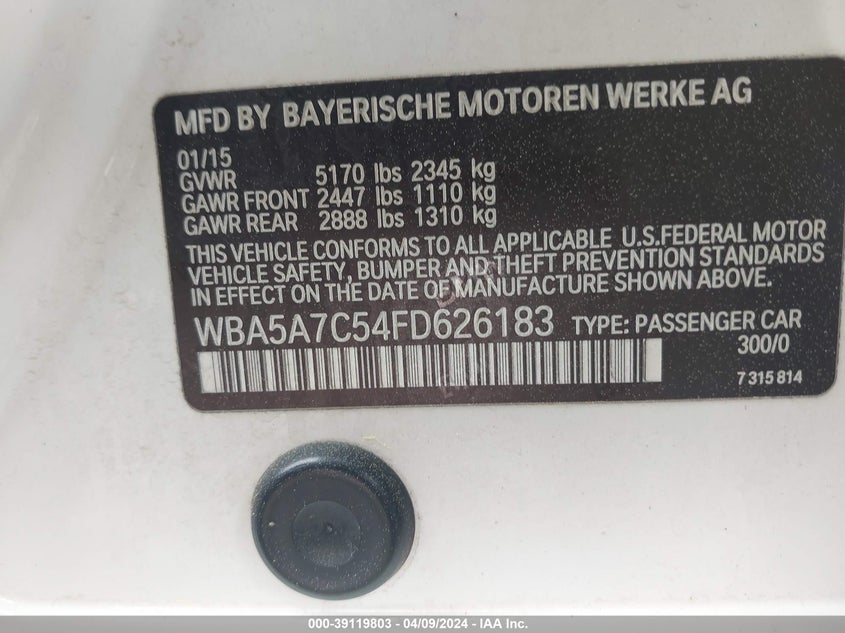 MFD BY BAYERISCHE MOTOREN WERKE AG
01/15
GVWR 5170 lbs 2345 kg
GAWR FRONT 2447 lbs 1110 kg
GAWR REAR 2888 lbs 1310 kg
THIS VEHICLE CONFORMS TO ALL APPLICABLE U.S.FEDERAL MOTOR
VEHICLE SAFETY, BUMPER AND THEFT PREVENTION STANDARDS
IN EFFECT ON THE DATE OF MANUFACTURE SHOWN ABOVE.
WBA5A7C54FD626183 TYPE: PASSENGER CAR
300/0
7 315 814
000-39119803 - 04/09/2024 - IAA Inc.